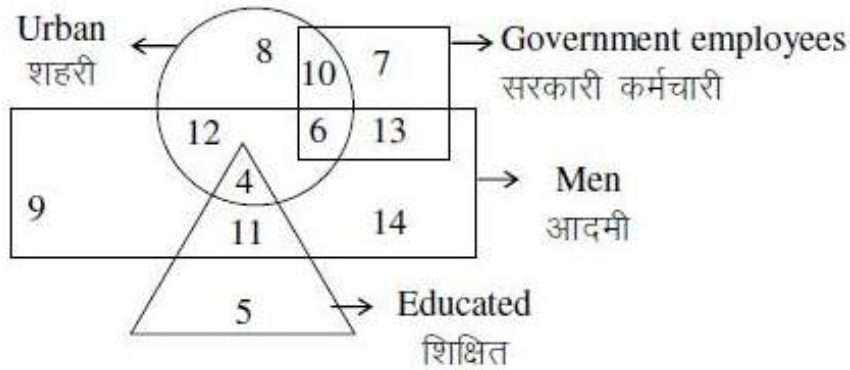 Urban
शहरी
8
10
7
Government employees
सरकारी कर्मचारी
12
6
13
9
4
11
14
Men
आदमी
5
Educated
शिक्षित